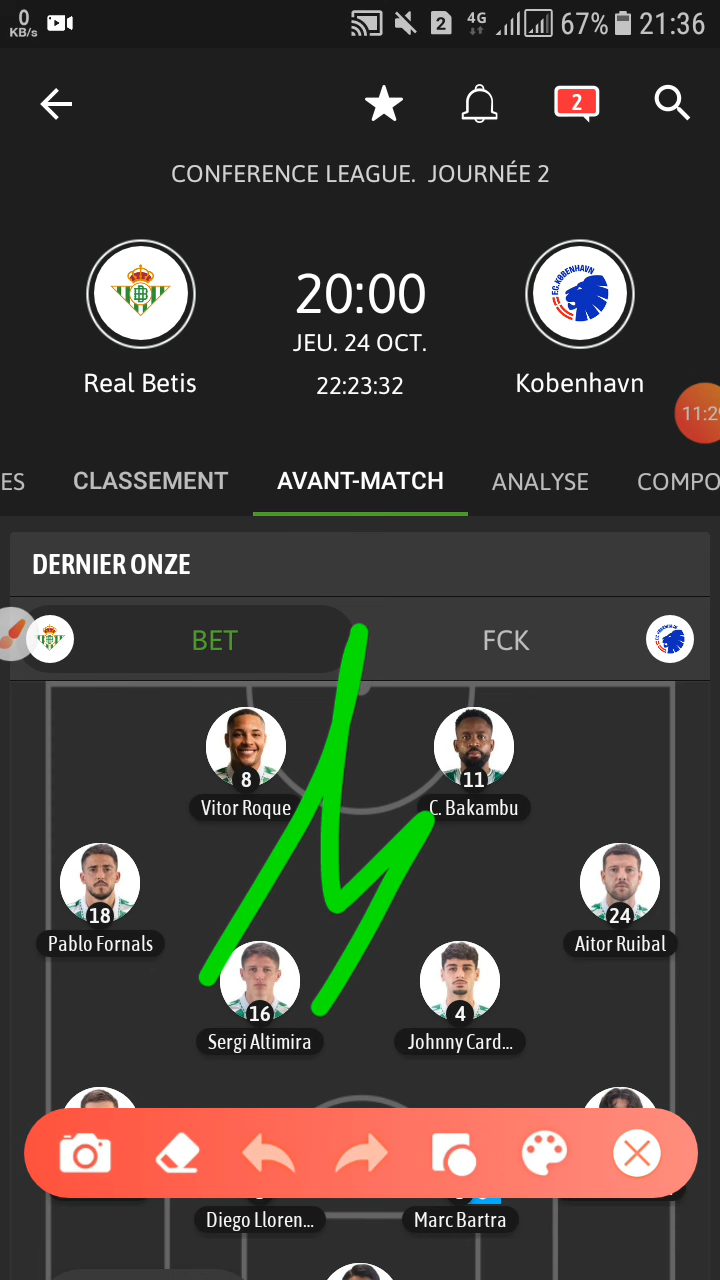 0
KB/s
2
4G
67%
21:36
2
CONFERENCE LEAGUE. JOURNÉE 2
20:00
JEU. 24 OCT.
22:23:32
Real Betis
Kobenhavn
11:29
ES
CLASSEMENT
AVANT-MATCH
ANALYSE
COMPO
DERNIER ONZE
BET
FCK
8
Vitor Roque
11
C. Bakambu
18
Pablo Fornals
24
Aitor Ruibal
16
Sergi Altimira
4
Johnny Card...
Diego Lloren...
Marc Bartra